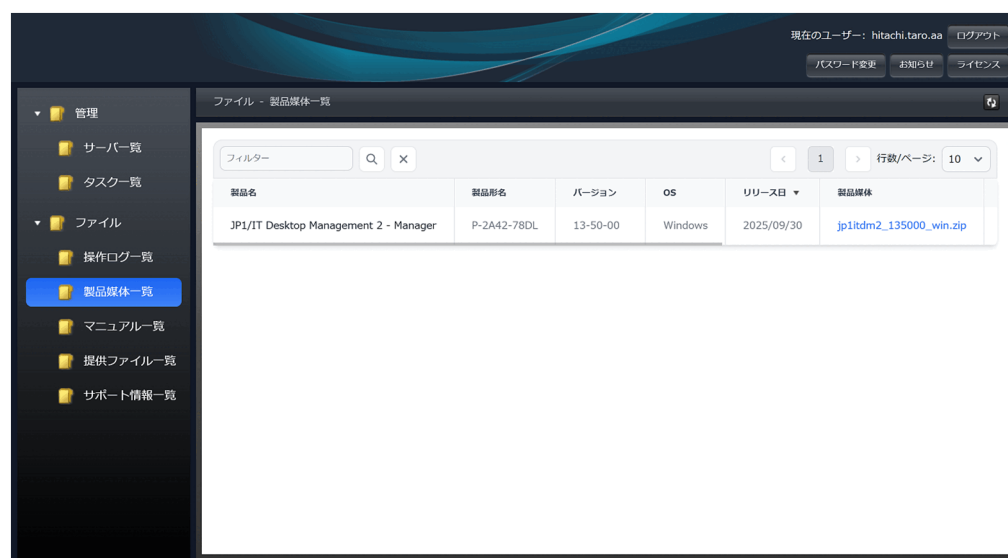 現在のユーザー: hitachi.taro.aa ログアウト
パスワード変更 お知らせ ライセンス
管理
サーバ一覧
タスク一覧
ファイル
操作ログ一覧
製品媒体一覧
マニュアル一覧
提供ファイル一覧
サポート情報一覧
ファイル - 製品媒体一覧
フィルター
1 行数/ページ: 10
製品名 製品形名 バージョン OS リリース日 ▼ 製品媒体
JP1/IT Desktop Management 2 - Manager P-2A42-78DL 13-50-00 Windows 2025/09/30 jp1itdm2_135000_win.zip